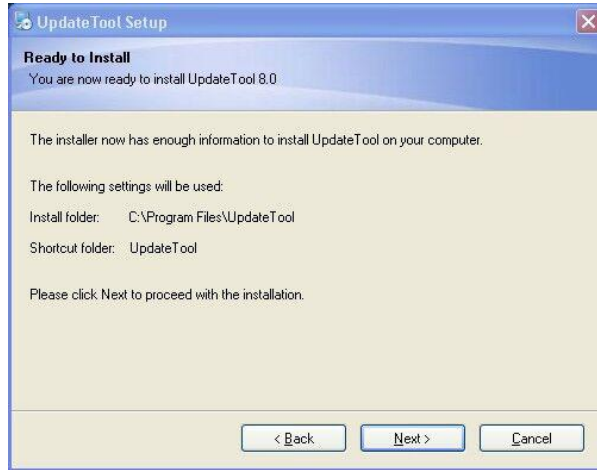 UpdateTool Setup
Ready to Install
You are now ready to install UpdateTool 8.0
The installer now has enough information to install UpdateTool on your computer.
The following settings will be used:
Install folder: C:\Program Files\UpdateTool
Shortcut folder: UpdateTool
Please click Next to proceed with the installation.
< Back Next > Cancel